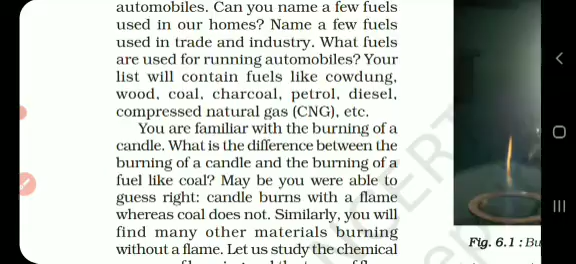 automobiles. Can you name a few fuels
used in our homes? Name a few fuels
used in trade and industry. What fuels
are used for running automobiles? Your
list will contain fuels like cowdung,
wood, coal, charcoal, petrol, diesel,
compressed natural gas (CNG), etc.
You are familiar with the burning of a
candle. What is the difference between the
burning of a candle and the burning of a
fuel like coal? May be you were able to
guess right: candle burns with a flame
whereas coal does not. Similarly, you will
find many other materials burning
without a flame. Let us study the chemical
Fig. 6.1 : Bu
NCERT